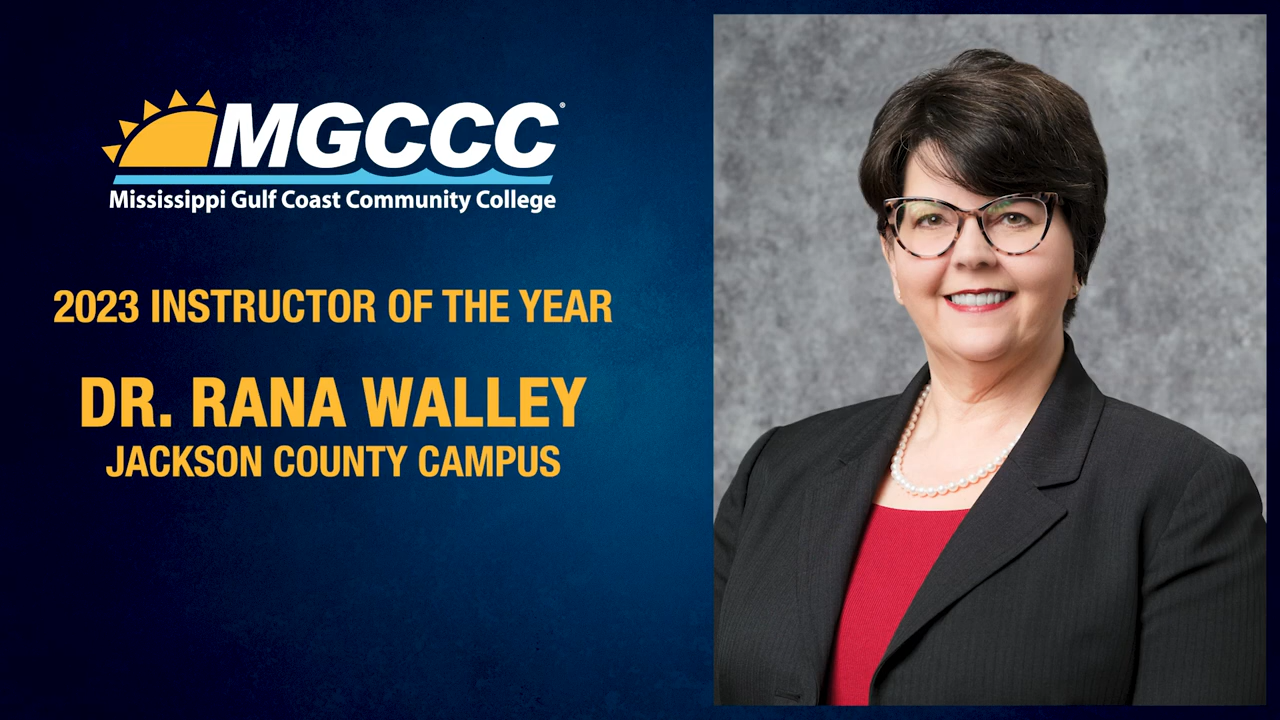 MGCCC®
Mississippi Gulf Coast Community College
2023 INSTRUCTOR OF THE YEAR
DR. RANA WALLEY
JACKSON COUNTY CAMPUS